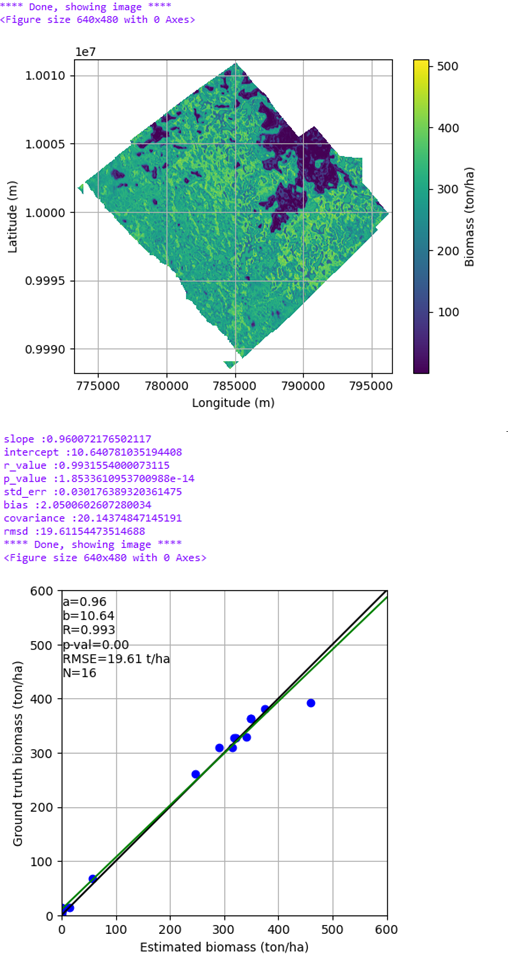 **** Done, showing image ****
<Figure size 640x480 with 0 Axes>
1e7
1.0010
1.0005
1.0000
0.9995
0.9990
Latitude (m)
775000 780000 785000 790000 795000
Longitude (m)
500
400
300
200
100
Biomass (ton/ha)
slope :0.960072176502117
intercept :10.640781035194408
r_value :0.9931554000073115
p_value :1.8533610953700988e-14
std_err :0.030176389320361475
bias :2.0500602607280034
covariance :20.14374847145191
rmsd :19.61154473514688
**** Done, showing image ****
<Figure size 640x480 with 0 Axes>
a=0.96
b=10.64
R=0.993
p-val=0.00
RMSE=19.61 t/ha
N=16
600
500
400
300
200
100
0
Ground truth biomass (ton/ha)
0 100 200 300 400 500 600
Estimated biomass (ton/ha)